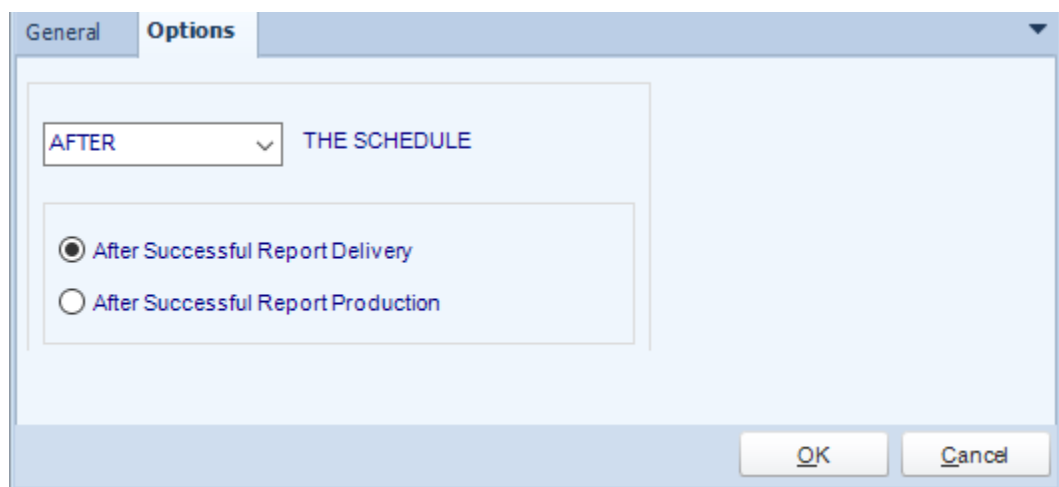 General Options
AFTER THE SCHEDULE
After Successful Report Delivery
After Successful Report Production
OK Cancel